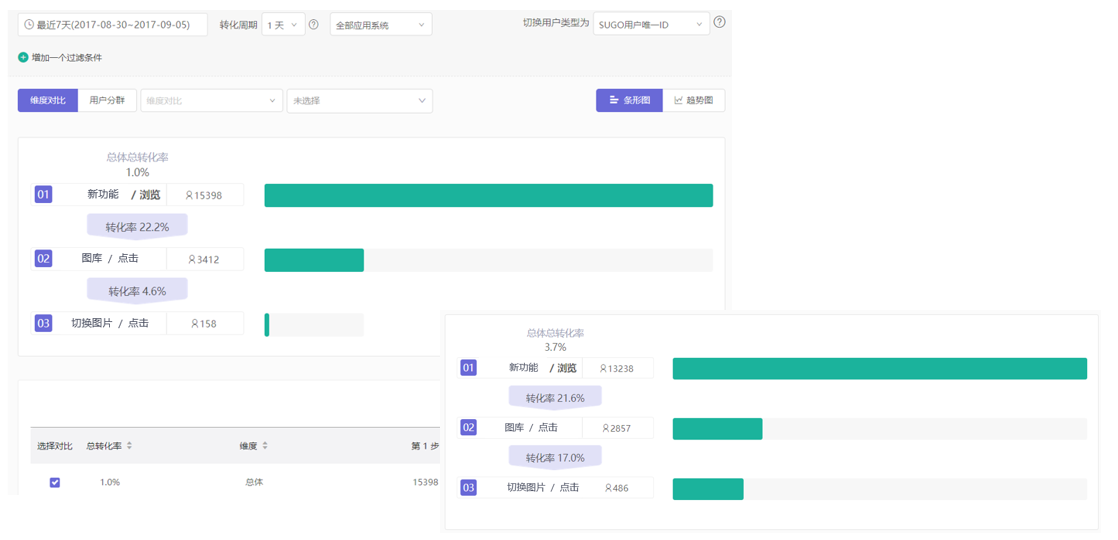 最近7天(2017-08-30~2017-09-05) 转化周期 1 天 全部应用系统 切换用户类型为 SUGO用户唯一ID
增加一个过滤条件
维度对比 用户分群 维度对比 未选择 条形图 趋势图
总体总转化率
1.0%
01 新功能 / 浏览 15398
转化率 22.2%
02 图库 / 点击 3412
转化率 4.6%
03 切换图片 / 点击 158
选择对比 总转化率 维度 第 1 步
1.0% 总体 15398
总体总转化率
3.7%
01 新功能 / 浏览 13238
转化率 21.6%
02 图库 / 点击 2857
转化率 17.0%
03 切换图片 / 点击 486